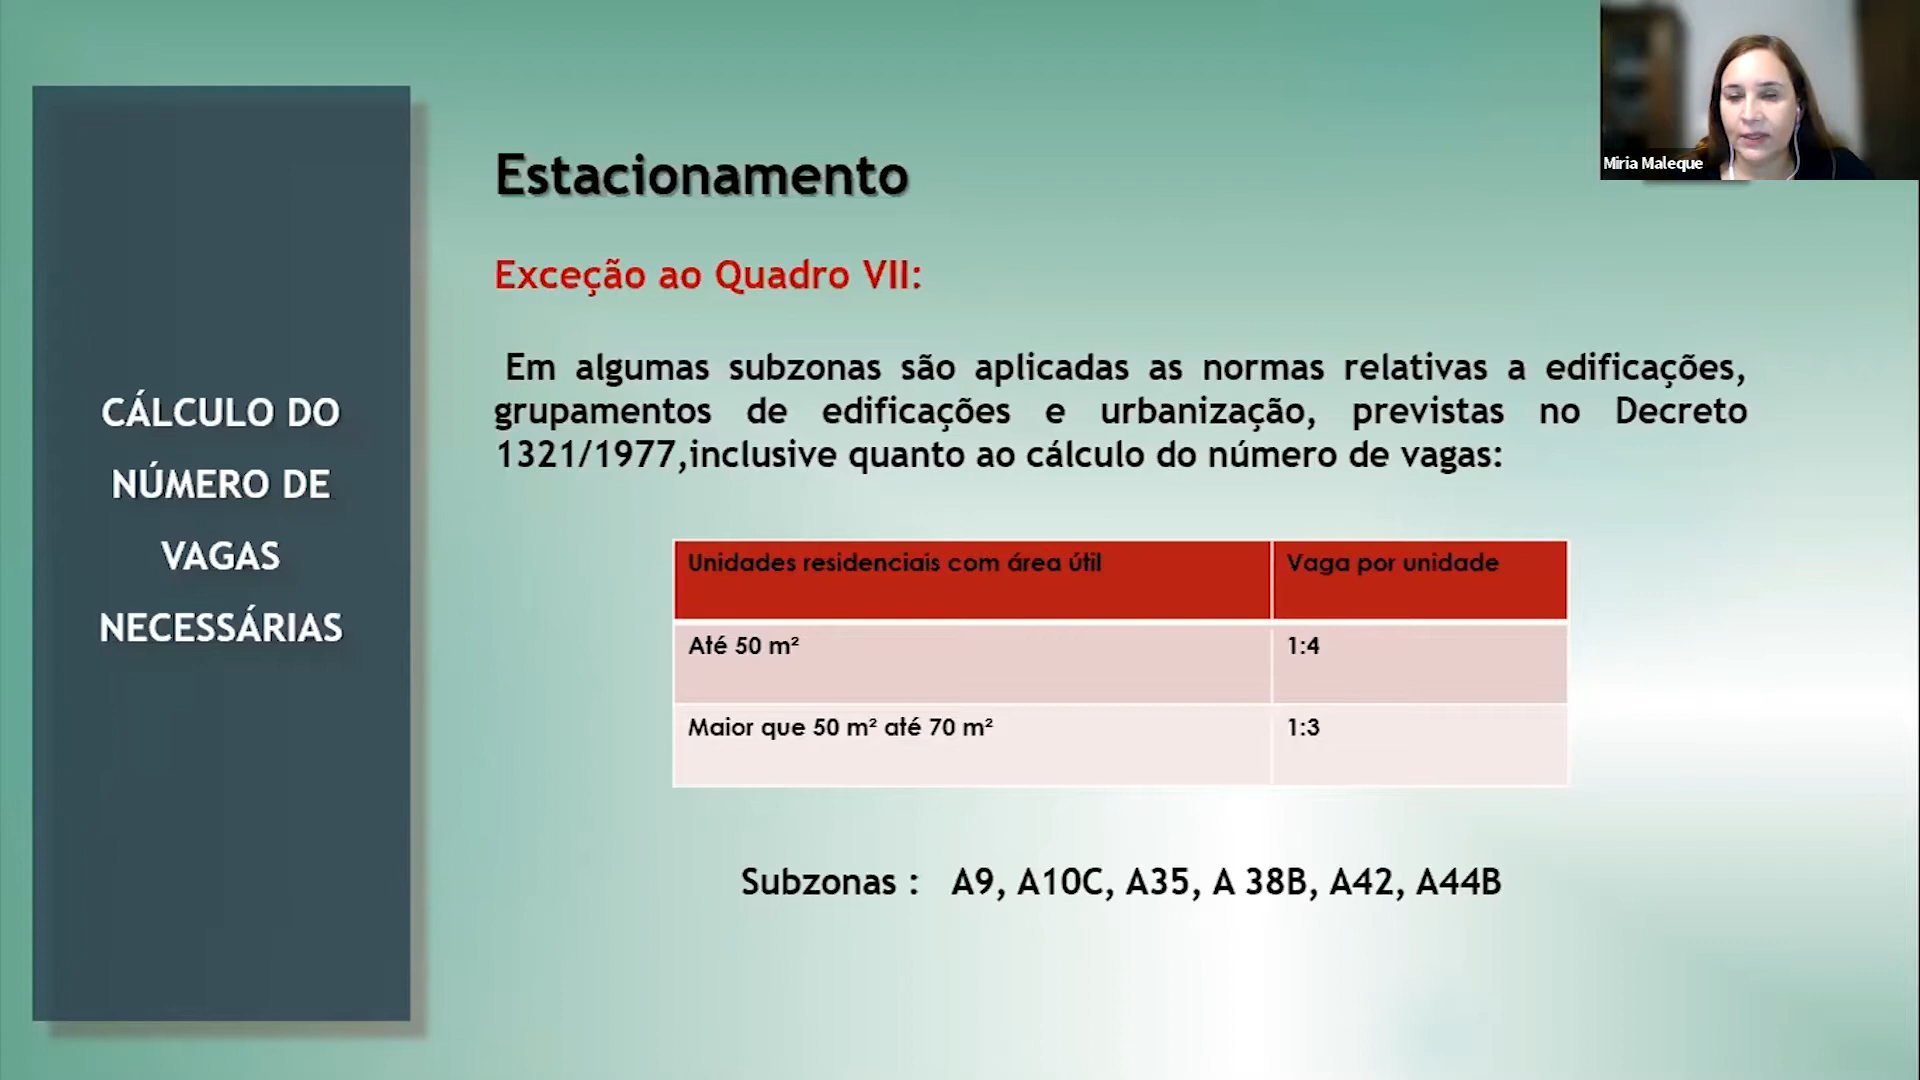 Miria Maleque
CÁLCULO DO
NÚMERO DE
VAGAS
NECESSÁRIAS
Estacionamento
Exceção ao Quadro VII:
Em algumas subzonas são aplicadas as normas relativas a edificações,
grupamentos de edificações e urbanização, previstas no Decreto
1321/1977,inclusive quanto ao cálculo do número de vagas:
Unidades residenciais com área útil Vaga por unidade
Até 50 m² 1:4
Maior que 50 m² até 70 m² 1:3
Subzonas : A9, A10C, A35, A 38B, A42, A44B